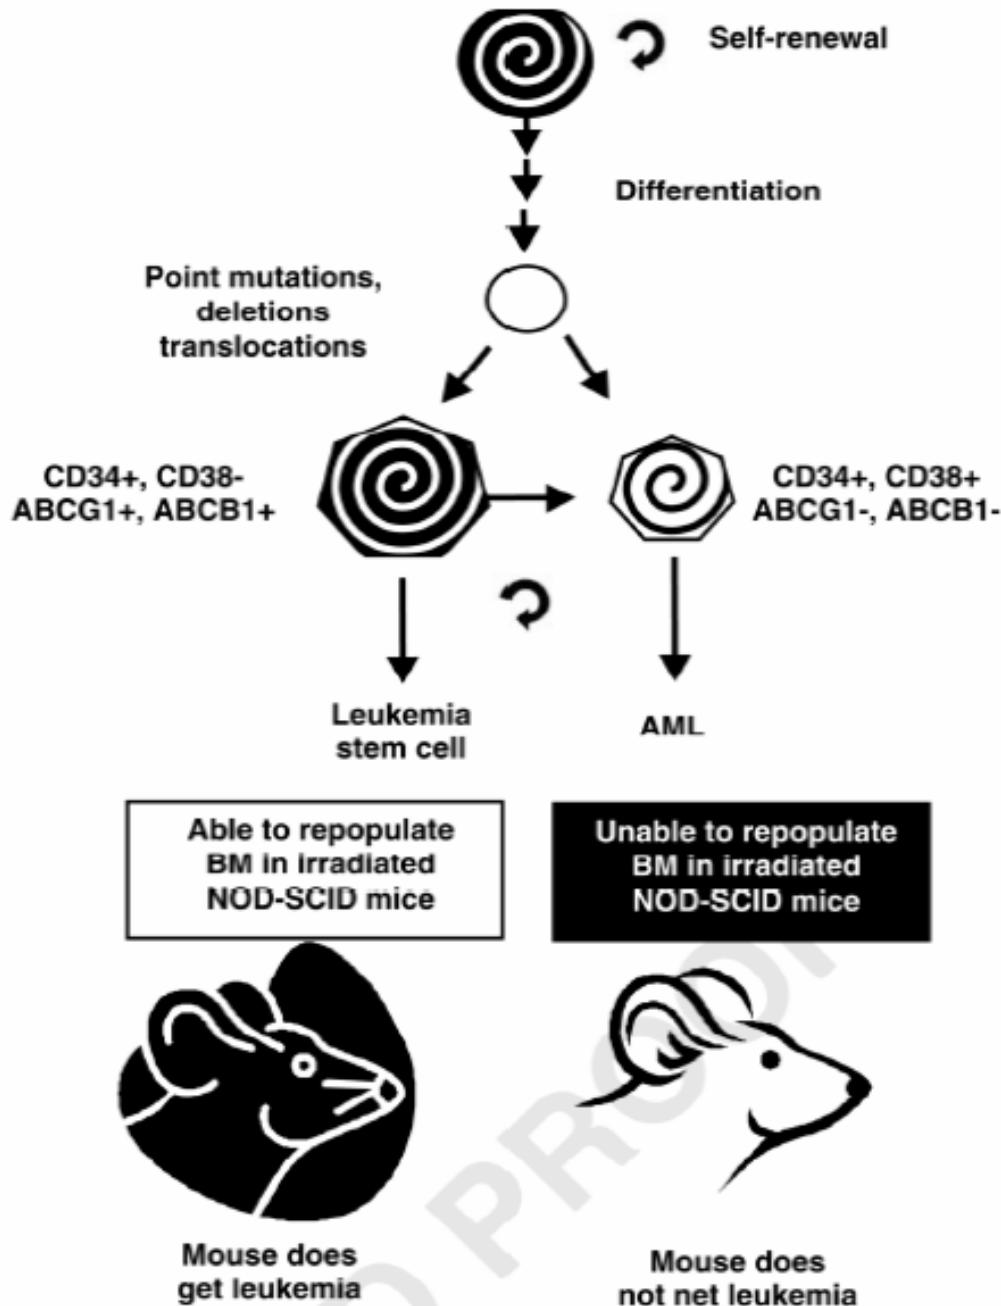 Self-renewal
Differentiation
Point mutations,
deletions
translocations
CD34+, CD38-
ABCG1+, ABCB1+
CD34+, CD38+
ABCG1-, ABCB1-
Leukemia
stem cell
AML
Able to repopulate
BM in irradiated
NOD-SCID mice
Unable to repopulate
BM in irradiated
NOD-SCID mice
PROOF
Mouse does
get leukemia
Mouse does
not net leukemia